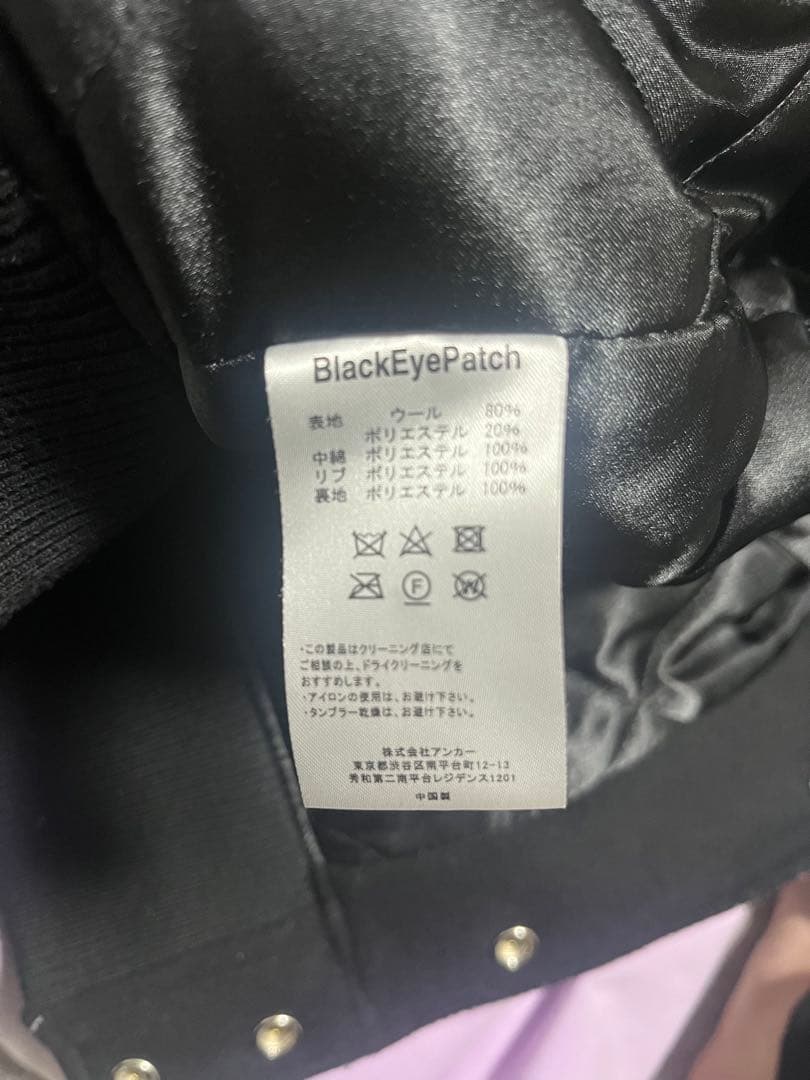 BlackEyePatch
表地 ウール 80%
ポリエステル 20%
中綿 ポリエステル 100%
リブ ポリエステル 100%
裏地 ポリエステル 100%
F W
・この製品はクリーニング店にて
ご相談の上、ドライクリーニングを
おすすめします。
・アイロンの使用は、お避け下さい。
・タンブラー乾燥は、お避け下さい。
株式会社アンカー
東京都渋谷区南平台町12-13
秀和第二南平台レジデンス1201
中国製